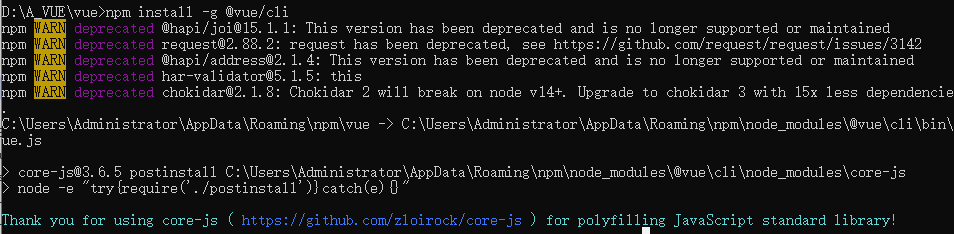 D:\A_VUE\vue>npm install -g @vue/cli
npm WARN deprecated @hapi/joi@15.1.1: This version has been deprecated and is no longer supported or maintained
npm WARN deprecated request@2.88.2: request has been deprecated, see https://github.com/request/request/issues/3142
npm WARN deprecated @hapi/address@2.1.4: This version has been deprecated and is no longer supported or maintained
npm WARN deprecated har-validator@5.1.5: this
npm WARN deprecated chokidar@2.1.8: Chokidar 2 will break on node v14+. Upgrade to chokidar 3 with 15x less dependencie
.
C:\Users\Administrator\AppData\Roaming\npm\vue -> C:\Users\Administrator\AppData\Roaming\npm\node_modules\@vue\cli\bin\
ue.js
> core-js@3.6.5 postinstall C:\Users\Administrator\AppData\Roaming\npm\node_modules\@vue\cli\node_modules\core-js
> node -e "try{require('./postinstall')}catch(e){}"
Thank you for using core-js ( https://github.com/zloirock/core-js ) for polyfilling JavaScript standard library!